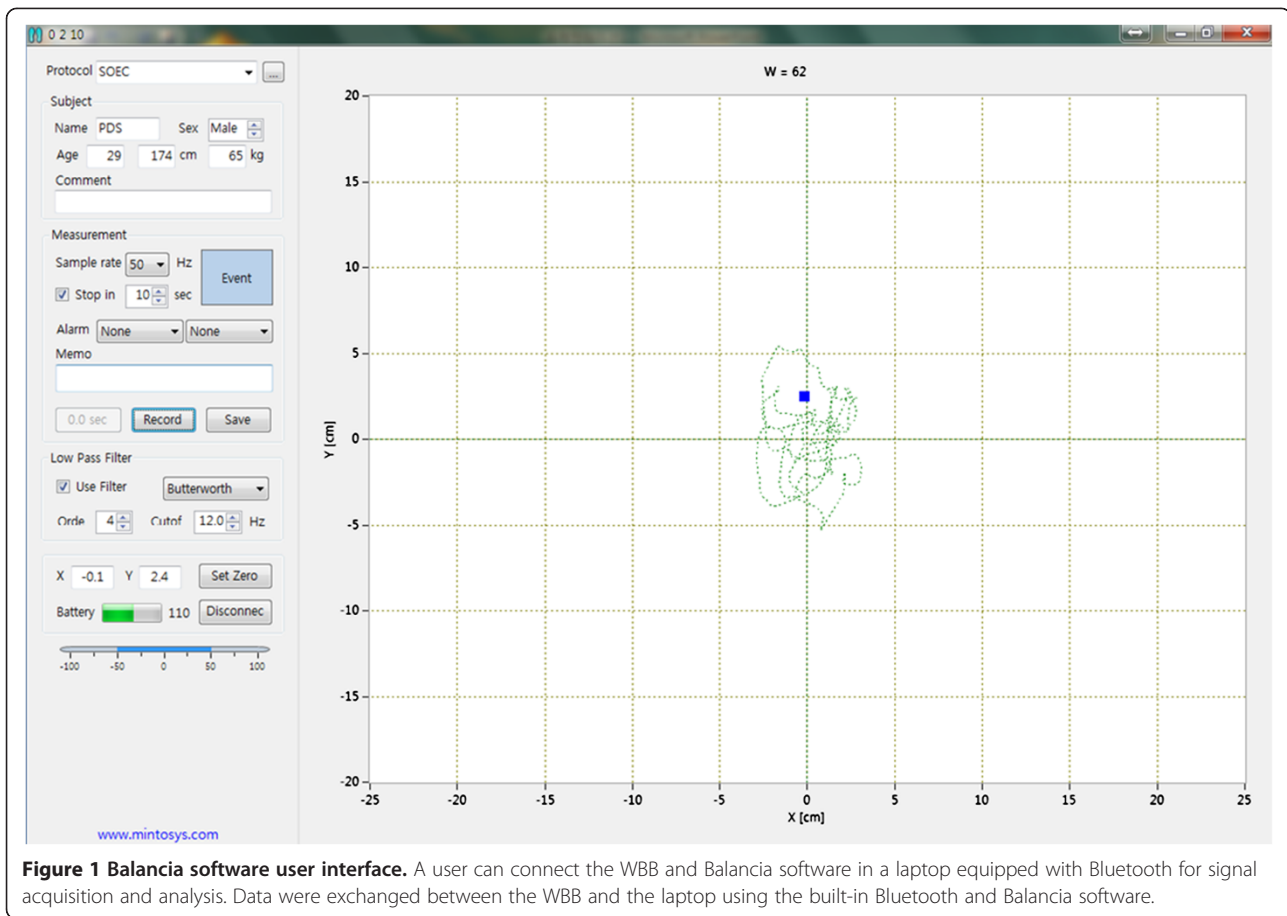 0 2 10
Protocol SOEC ...
Subject
Name PDS Sex Male
Age 29 174 cm 65 kg
Comment
Measurement
Sample rate 50 Hz
Event
Stop in 10 sec
Alarm None None
Memo
0.0 sec Record Save
Low Pass Filter
Use Filter Butterworth
Orde 4 Cutof 12.0 Hz
X -0.1 Y 2.4 Set Zero
Battery 110 Disconnec
-100 -50 0 50 100
www.mintosys.com
W = 62
20
15
10
5
0
-5
-10
-15
-20
Y [cm]
-25 -20 -15 -10 -5 0 5 10 15 20 25
X [cm]
Figure 1 Balancia software user interface. A user can connect the WBB and Balancia software in a laptop equipped with Bluetooth for signal
acquisition and analysis. Data were exchanged between the WBB and the laptop using the built-in Bluetooth and Balancia software.